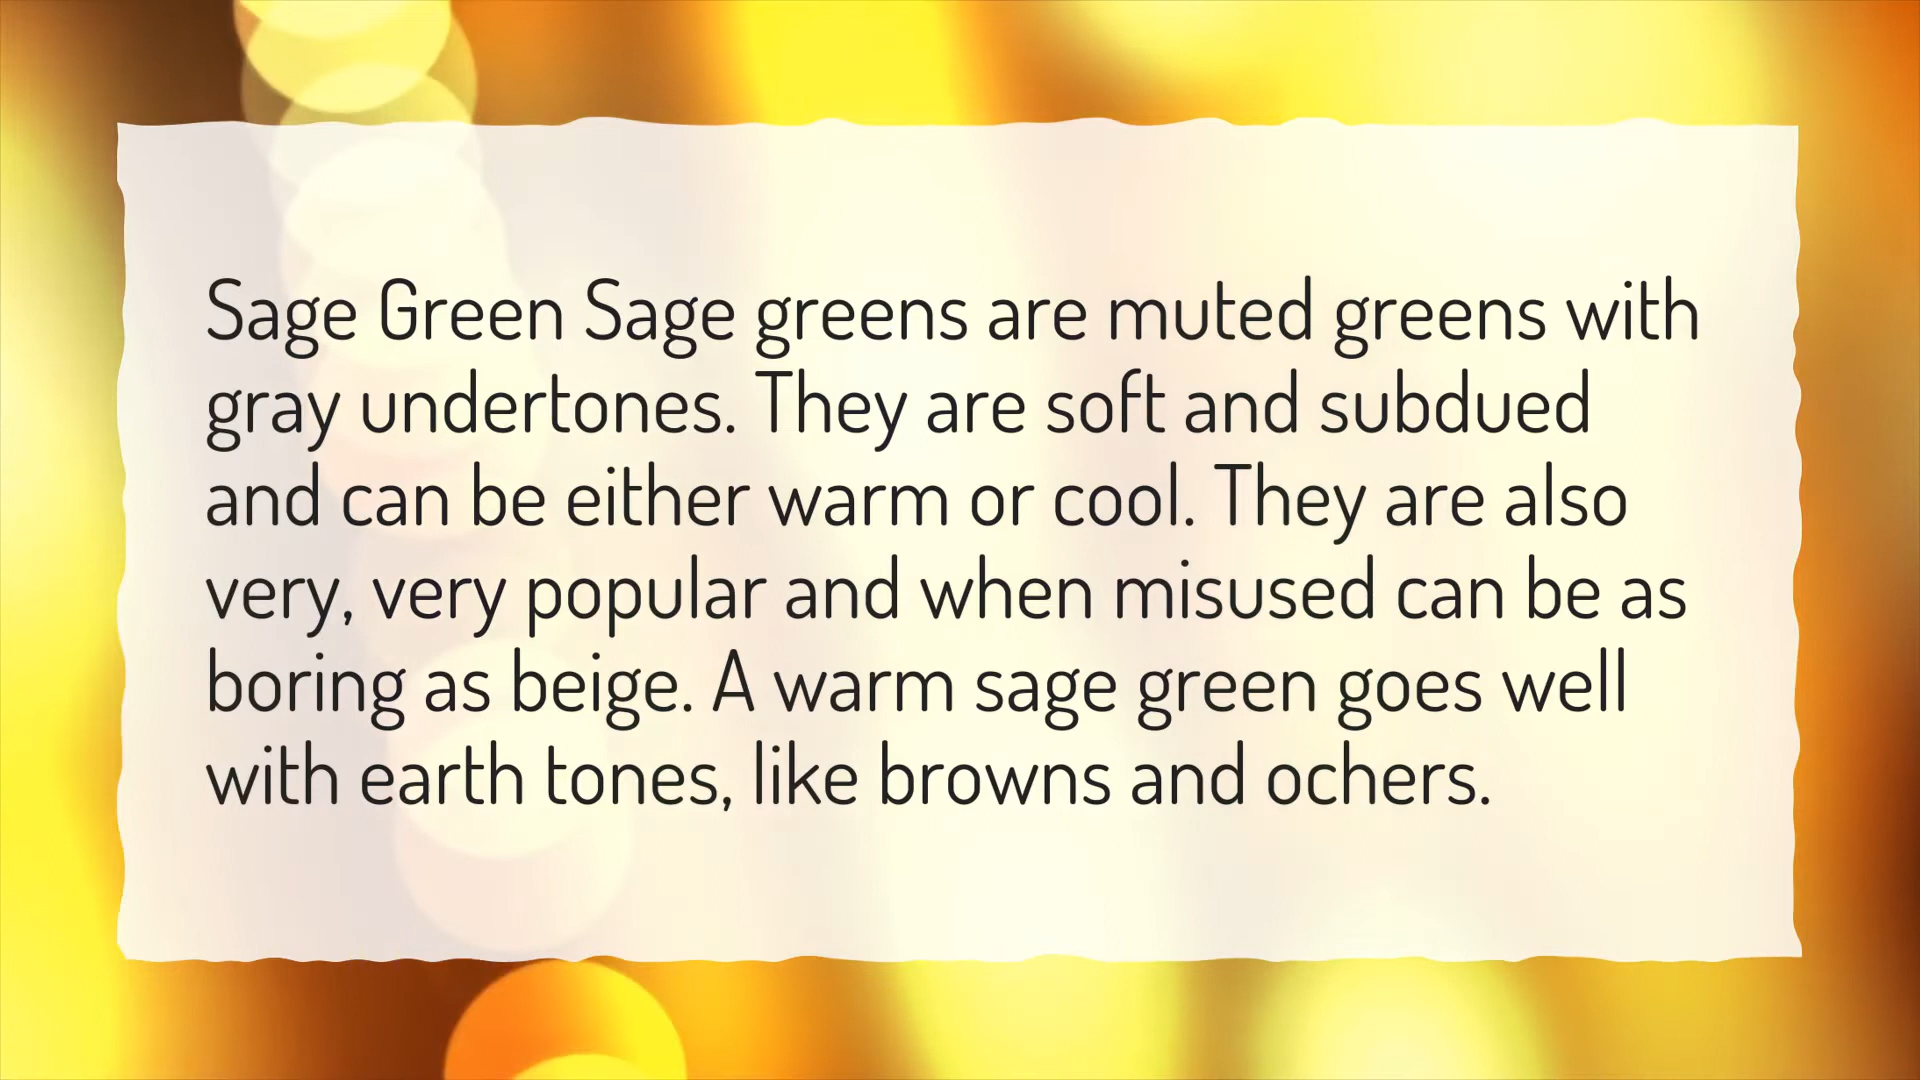 Sage Green Sage greens are muted greens with
gray undertones. They are soft and subdued
and can be either warm or cool. They are also
very, very popular and when misused can be as
boring as beige. A warm sage green goes well
with earth tones, like browns and ochers.